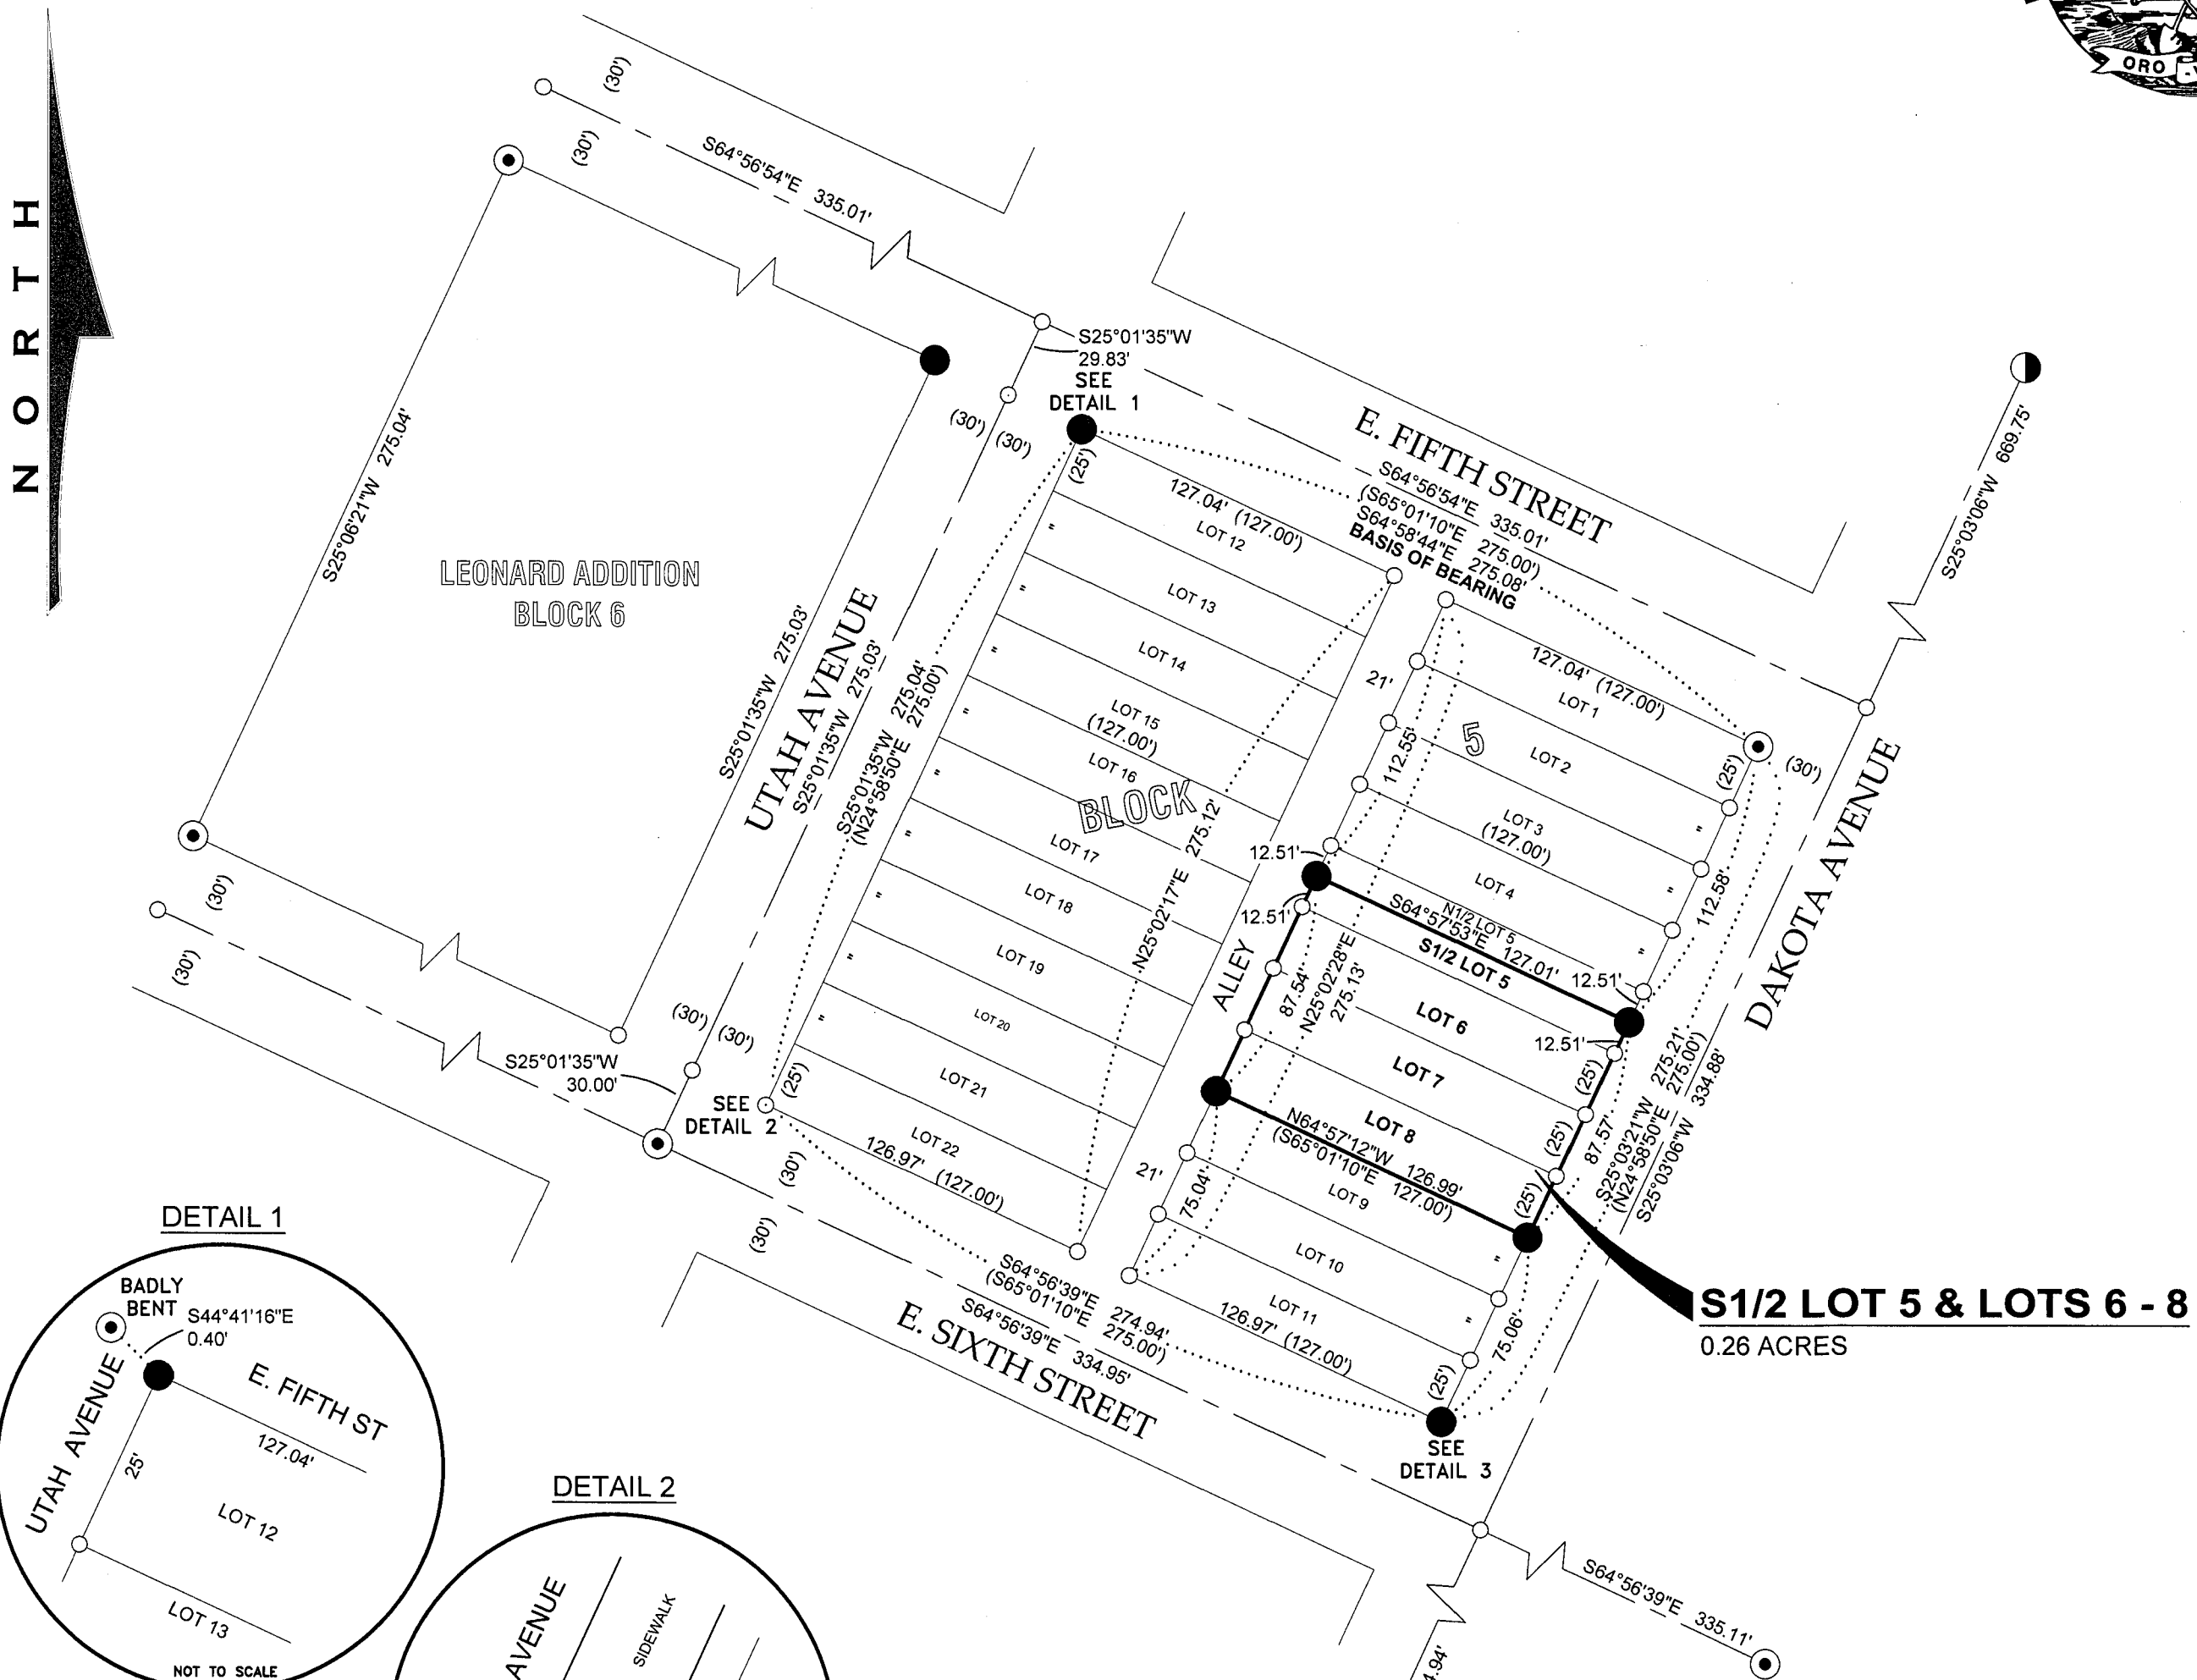 NORTH
ORO
(30')
(30')
S64°56'54"E 335.01'
S25°01'35"W
29.83'
SEE
DETAIL 1
(30') (30')
(25')
E. FIFTH STREET
S64°56'54"E 335.01'
(S65°01'10"E 275.00')
S64°58'44"E 275.08'
BASIS OF BEARING
S25°03'06"W 669.75'
S25°06'21"W 275.04'
LEONARD ADDITION
BLOCK 6
S25°01'35"W 275.03'
UTAH AVENUE
S25°01'35"W 275.03'
S25°01'35"W 275.04'
(N24°58'50"E 275.00')
127.04' (127.00')
LOT 12
"
LOT 13
"
LOT 14
"
LOT 15
(127.00')
"
LOT 16
"
LOT 17
"
LOT 18
"
LOT 19
"
LOT 20
"
LOT 21
(25')
LOT 22
126.97' (127.00')
BLOCK
5
N25°02'17"E 275.12'
21'
ALLEY
21'
127.04' (127.00')
LOT 1
(25')
(30')
LOT 2
"
LOT 3
(127.00')
"
LOT 4
"
N1/2 LOT 5
S64°57'53"E 127.01'
S1/2 LOT 5
112.55'
12.51'
12.51'
12.51'
12.51'
112.58'
DAKOTA AVENUE
87.54'
N25°02'28"E
275.13'
LOT 6
(25')
LOT 7
(25')
LOT 8
(25')
87.57'
S25°03'21"W 275.21'
(N24°58'50"E 275.00')
S25°03'06"W 334.88'
N64°57'12"W 126.99'
(S65°01'10"E 127.00')
LOT 9
"
75.04'
LOT 10
"
75.06'
LOT 11
(25')
126.97' (127.00')
S1/2 LOT 5 & LOTS 6 - 8
0.26 ACRES
(30')
(30')
(30') (30')
S25°01'35"W
30.00'
SEE
DETAIL 2
(30')
(30')
S64°56'39"E 274.94'
(S65°01'10"E 275.00')
S64°56'39"E 334.95'
E. SIXTH STREET
SEE
DETAIL 3
S64°56'39"E 335.11'
4.94'
DETAIL 1
BADLY
BENT
S44°41'16"E
0.40'
UTAH AVENUE
E. FIFTH ST
127.04'
25'
LOT 12
LOT 13
NOT TO SCALE
DETAIL 2
AVENUE
SIDEWALK